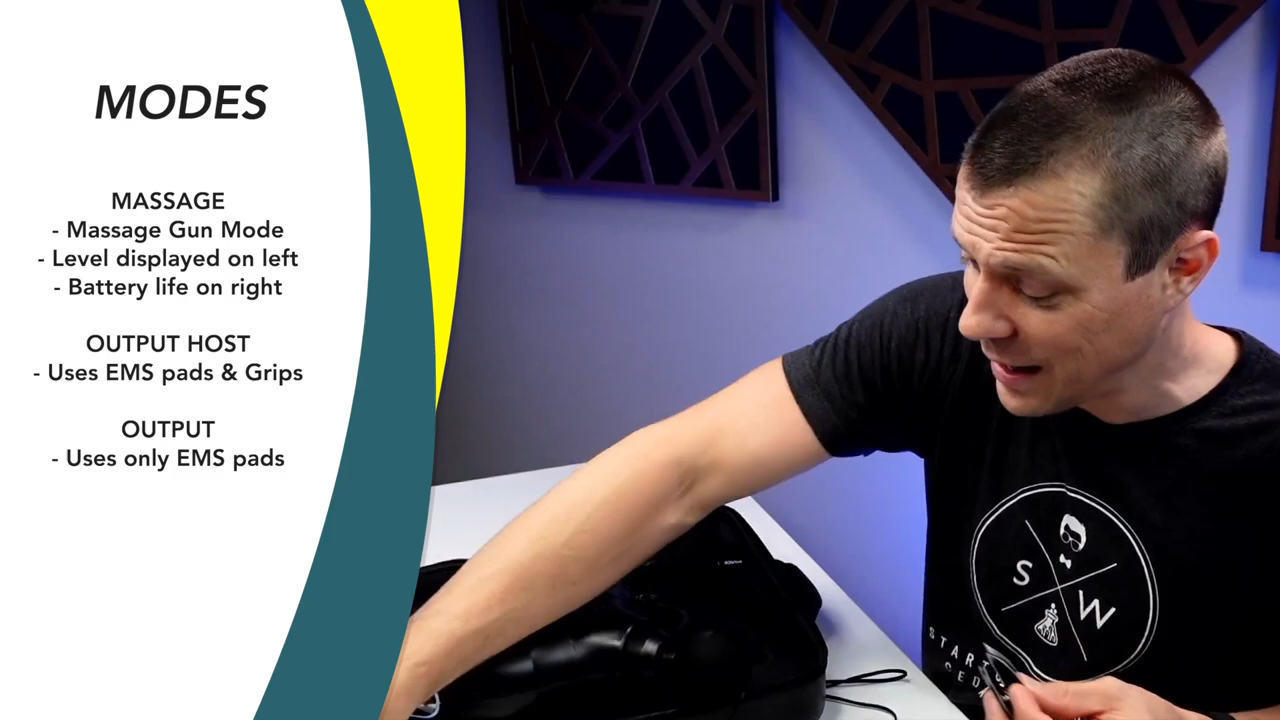 MODES
MASSAGE
- Massage Gun Mode
- Level displayed on left
- Battery life on right
OUTPUT HOST
- Uses EMS pads & Grips
OUTPUT
- Uses only EMS pads
S
W